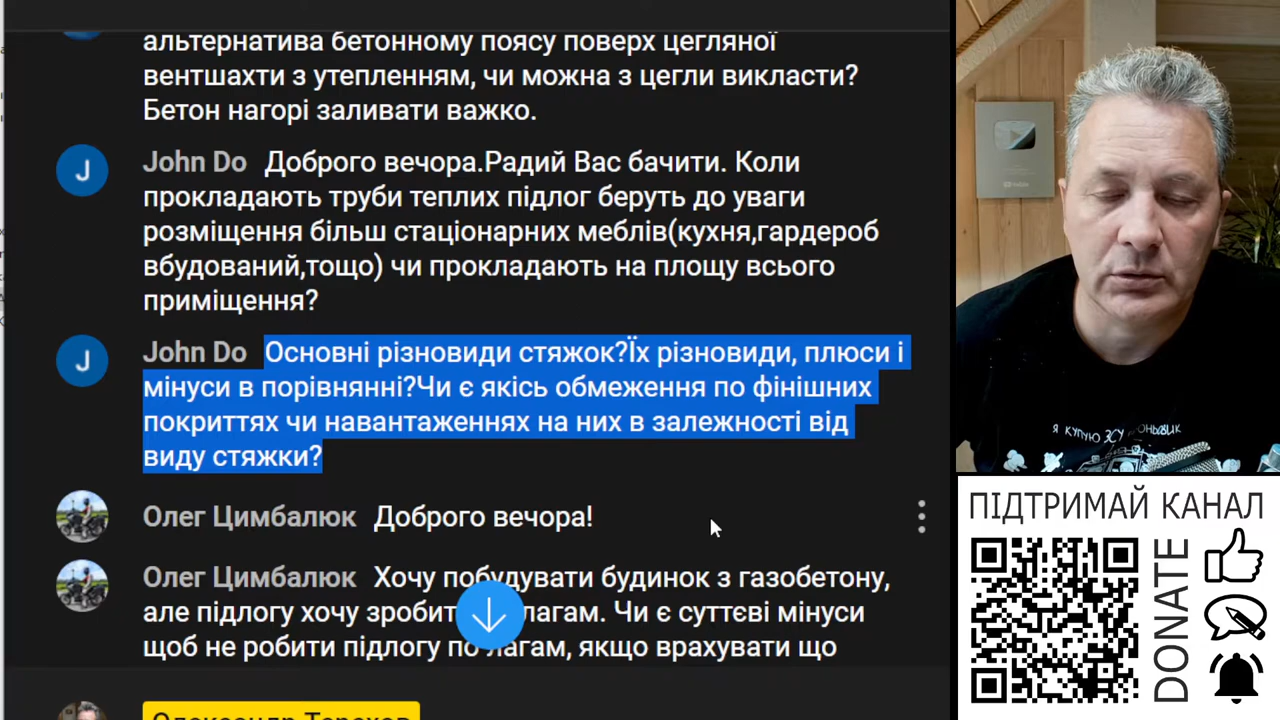 альтернатива бетонному поясу поверх цегляної
вентшахти з утепленням, чи можна з цегли викласти?
Бетон нагорі заливати важко.
John Do Доброго вечора.Радий Вас бачити. Коли
прокладають труби теплих підлог беруть до уваги
розміщення більш стаціонарних меблів(кухня,гардероб
вбудований,тощо) чи прокладають на площу всього
приміщення?
John Do Основні різновиди стяжок?Їх різновиди, плюси і
мінуси в порівнянні?Чи є якісь обмеження по фінішних
покриттях чи навантаженнях на них в залежності від
виду стяжки?
Олег Цимбалюк Доброго вечора!
Олег Цимбалюк Хочу побудувати будинок з газобетону,
але підлогу хочу зробит лагам. Чи є суттєві мінуси
щоб не робити підлогу по лагам, якщо врахувати що
Олександр Терехов
Я КУПУЮ ЗСУ
ПІДТРИМАЙ КАНАЛ
DONATE